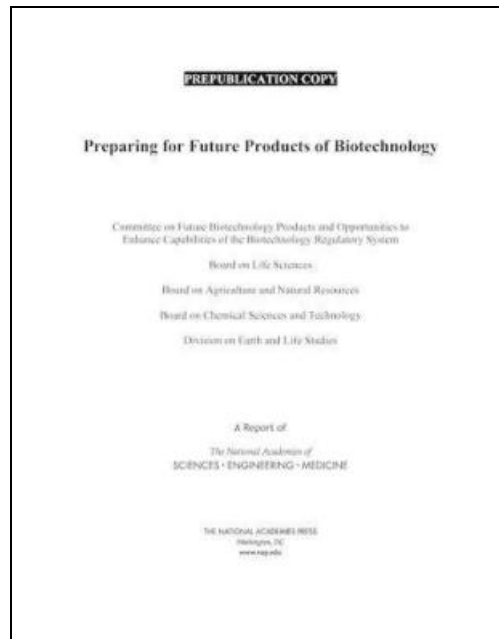 PREPUBLICATION COPY
Preparing for Future Products of Biotechnology
Committee on Future Biotechnology Products and Opportunities to
Enhance Capabilities of the Biotechnology Regulatory System
Board on Life Sciences
Board on Agriculture and Natural Resources
Board on Chemical Sciences and Technology
Division on Earth and Life Studies
A Report of
The National Academies of
SCIENCES • ENGINEERING • MEDICINE
THE NATIONAL ACADEMIES PRESS
Washington, DC
www.nap.edu